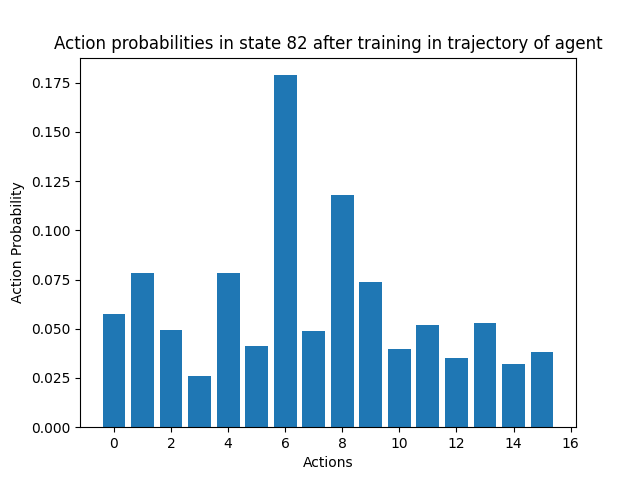 Action probabilities in state 82 after training in trajectory of agent
0.175
0.150
0.125
0.100
0.075
0.050
0.025
0.000
Action Probability
0 2 4 6 8 10 12 14 16
Actions